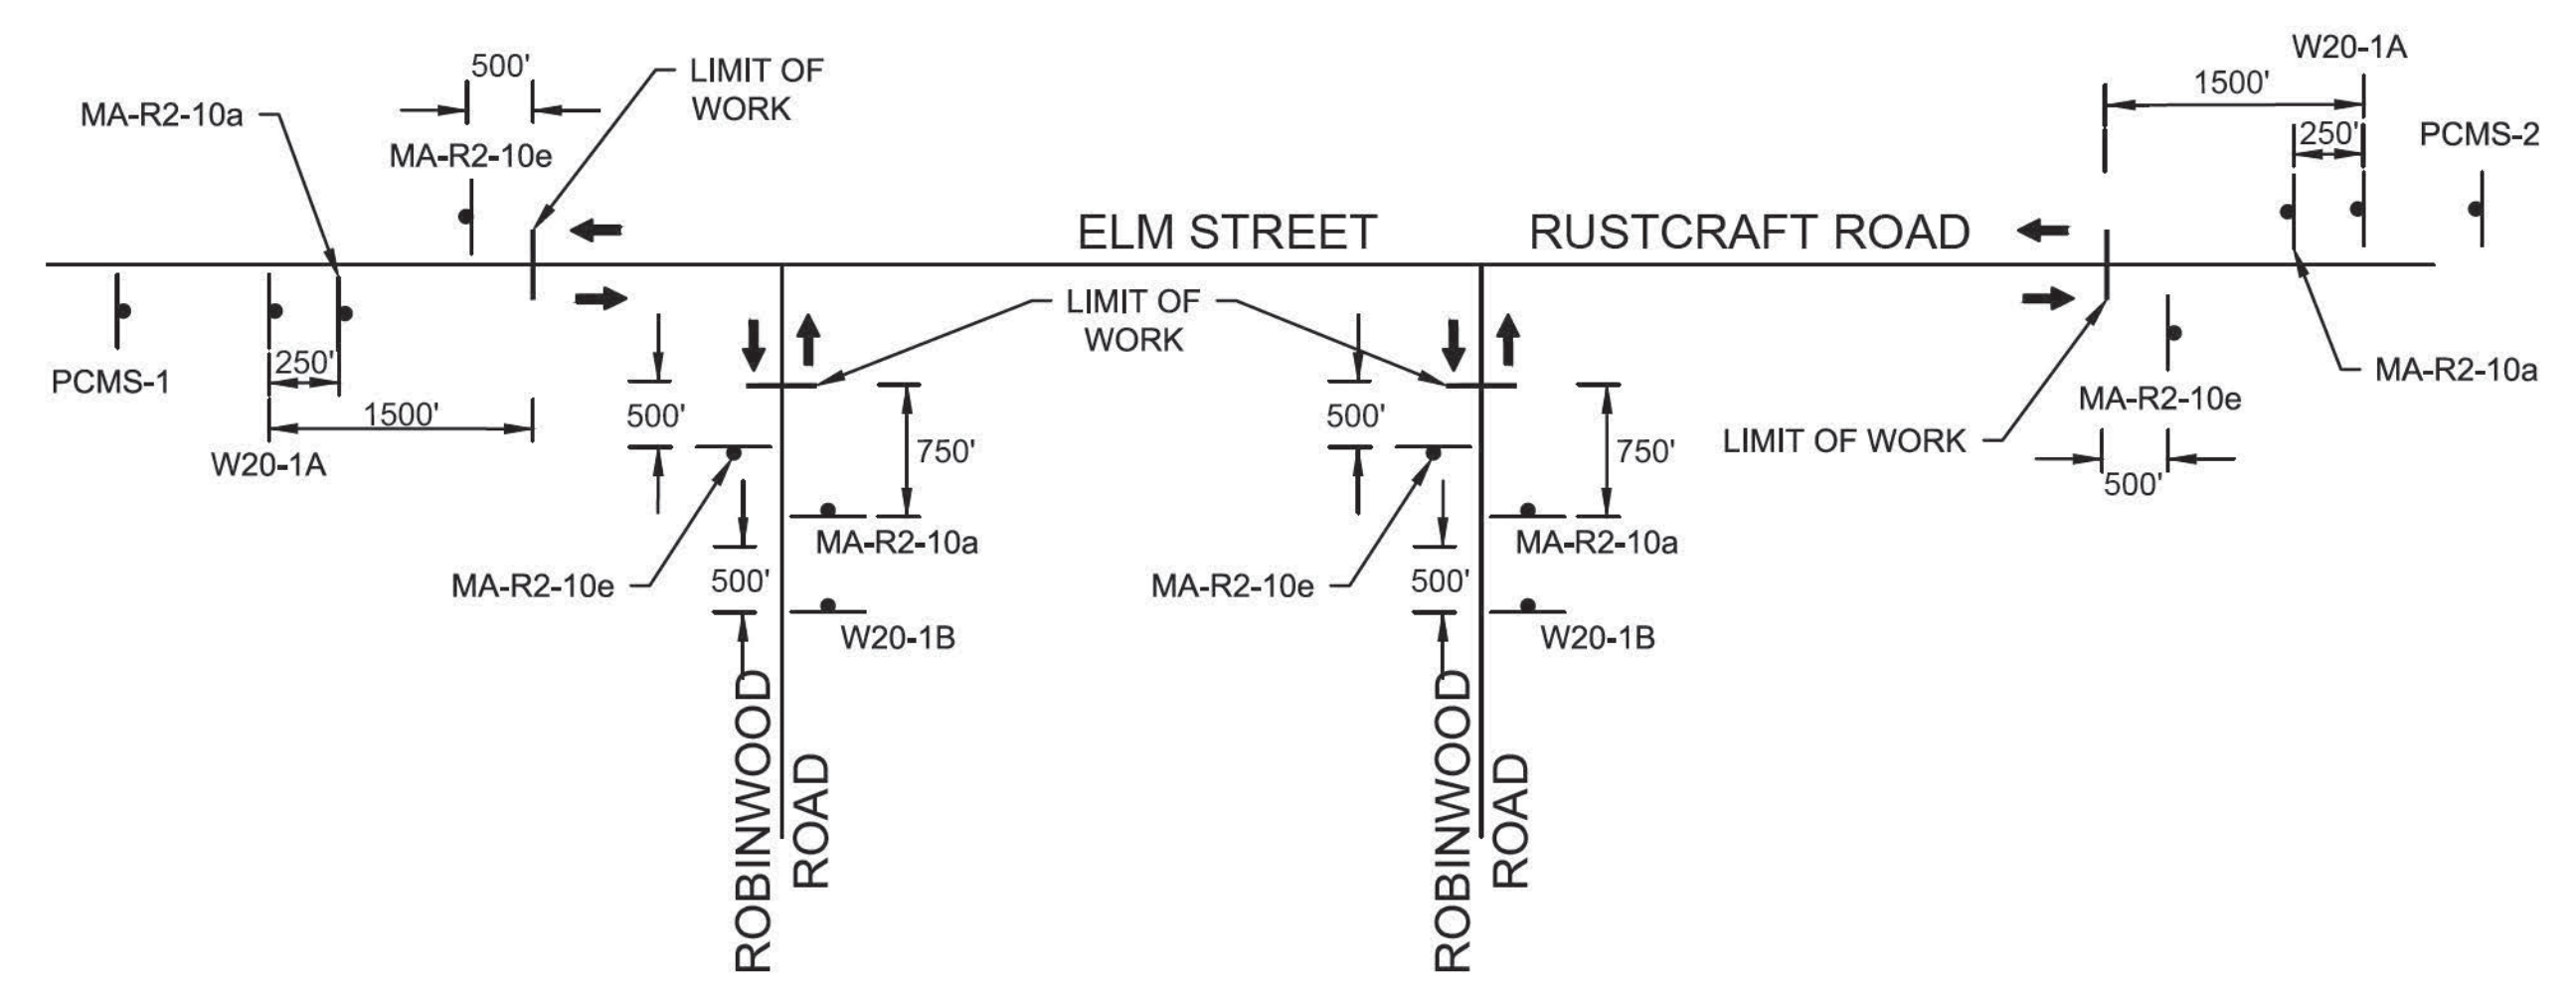 W20-1A
500'
LIMIT OF
WORK
1500'
MA-R2-10a
250'
PCMS-2
MA-R2-10e
ELM STREET
RUSTCRAFT ROAD
LIMIT OF
WORK
250'
PCMS-1
MA-R2-10a
1500'
500'
750'
500'
750'
MA-R2-10e
LIMIT OF WORK
W20-1A
500'
MA-R2-10a
MA-R2-10a
MA-R2-10e
500'
MA-R2-10e
500'
W20-1B
W20-1B
ROBINWOOD
ROAD
ROBINWOOD
ROAD